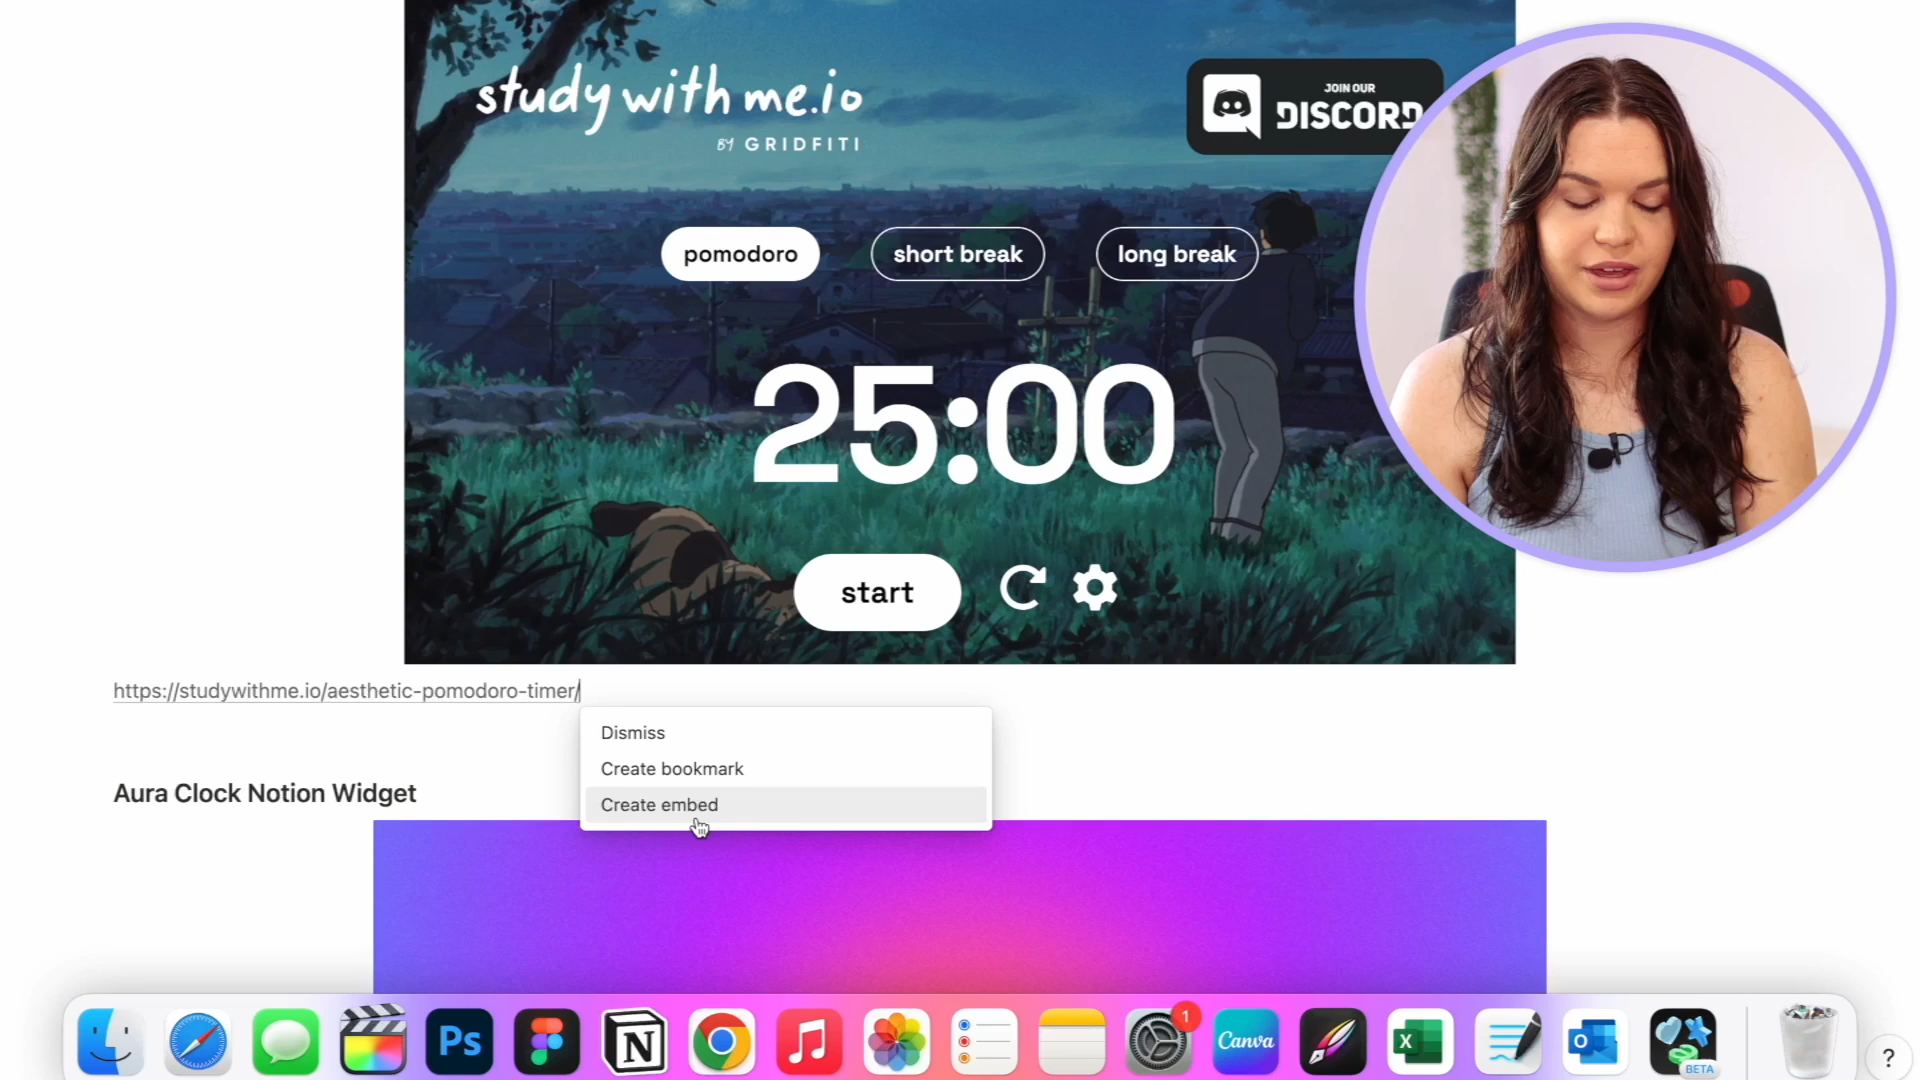 study with me.io
BY GRIDFITI
JOIN OUR
DISCORD
pomodoro
short break
long break
25:00
start
https://studywithme.io/aesthetic-pomodoro-timer/
Dismiss
Create bookmark
Create embed
Aura Clock Notion Widget
Ps
N
1
Canva
X
O
BETA
?